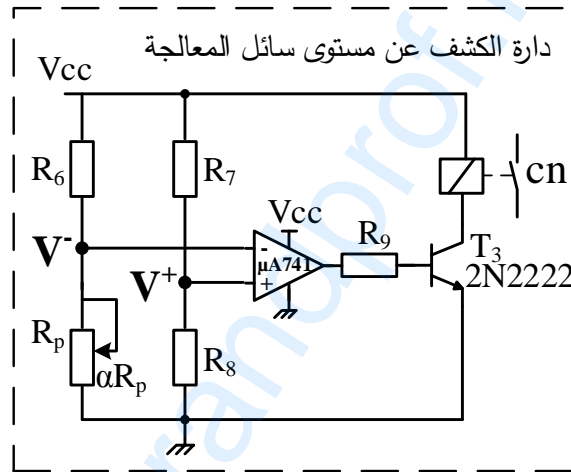 دارة الكشف عن مستوى سائل المعالجة
Vcc
R₆
R₇
cn
Vcc
R₉
V⁻
-
μA741
T₃
V⁺
+
2N2222
Rₚ
αRₚ
R₈